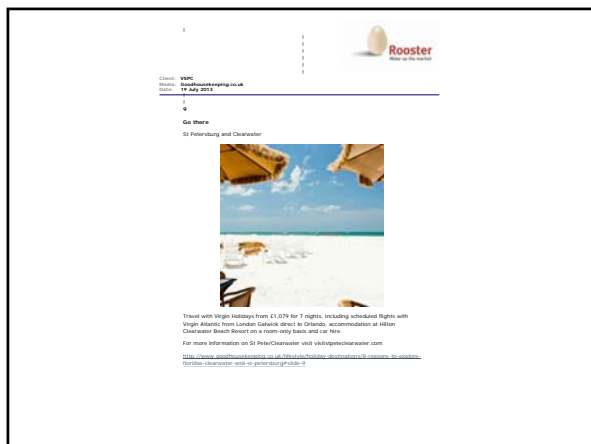 Rooster
Wake up the market
Client: VSPC
Media: Goodhousekeeping.co.uk
Date: 19 July 2013
9
Go there
St Petersburg and Clearwater
Travel with Virgin Holidays from £1,079 for 7 nights, including scheduled flights with
Virgin Atlantic from London Gatwick direct to Orlando, accommodation at Hilton
Clearwater Beach Resort on a room-only basis and car hire.
For more information on St Pete/Clearwater visit visitstpeteclearwater.com
http://www.goodhousekeeping.co.uk/lifestyle/holiday-destinations/8-reasons-to-explore-
floridas-clearwater-and-st-petersburg#slide-9